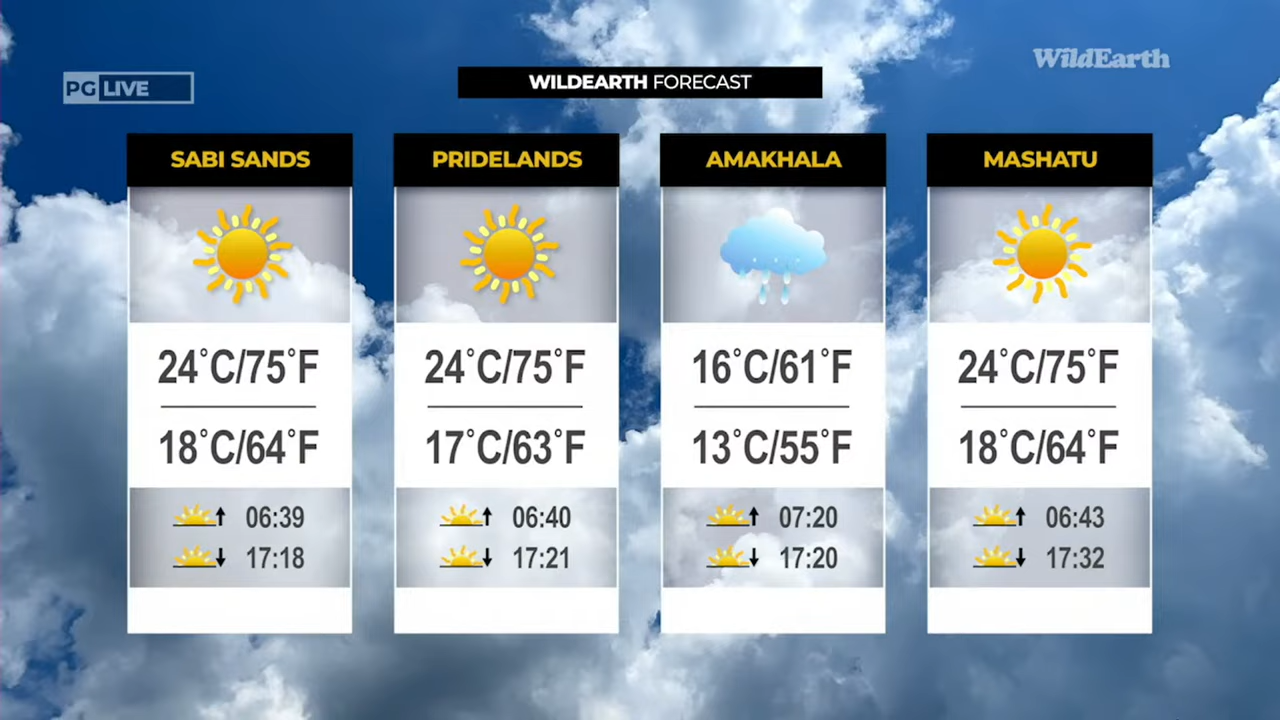 WildEarth
PG LIVE
WILDEARTH FORECAST
SABI SANDS
24°C/75°F
18°C/64°F
06:39
17:18
PRIDELANDS
24°C/75°F
17°C/63°F
06:40
17:21
AMAKHALA
16°C/61°F
13°C/55°F
07:20
17:20
MASHATU
24°C/75°F
18°C/64°F
06:43
17:32